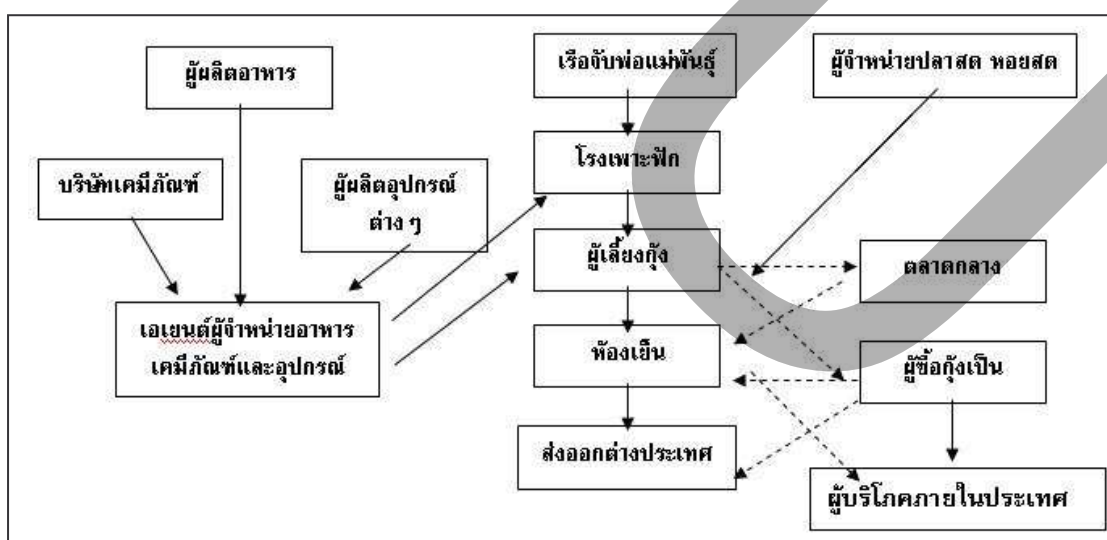 ผู้ผลิตอาหาร
เรือจับพ่อแม่พันธุ์
ผู้จำหน่ายปลาสด หอยสด
โรงเพาะฟัก
บริษัทเคมีภัณฑ์
ผู้ผลิตอุปกรณ์
ต่าง ๆ
ผู้เลี้ยงกุ้ง
ตลาดกลาง
เอเยนต์ผู้จำหน่ายอาหาร
เคมีภัณฑ์และอุปกรณ์
ห้องเย็น
ผู้ซื้อกุ้งเป็น
ส่งออกต่างประเทศ
ผู้บริโภคภายในประเทศ